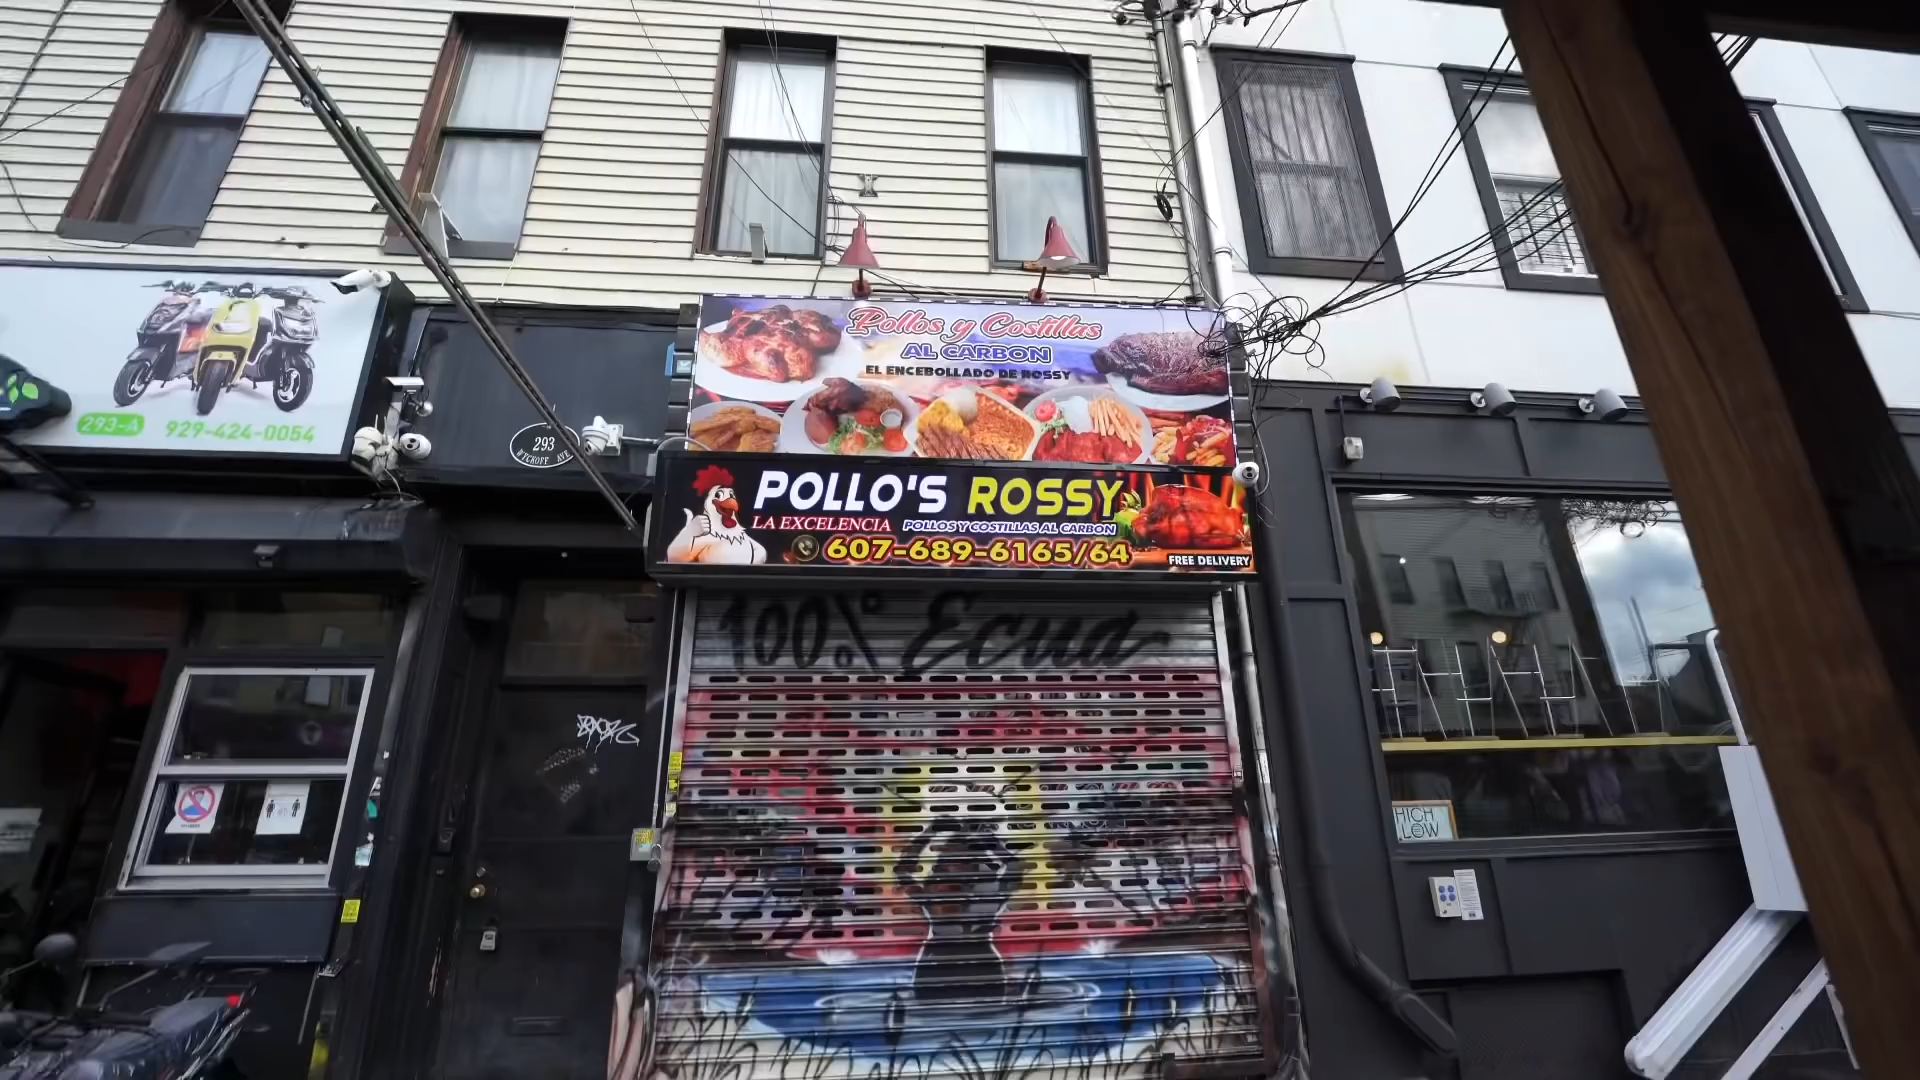 293-A 929-424-0054
293
WYCKOFF AVE
Pollos y Costillas
AL CARBON
EL ENCEBOLLADO DE ROSSY
POLLO'S ROSSY
LA EXCELENCIA POLLOS Y COSTILLAS AL CARBON
607-689-6165/64
FREE DELIVERY
100% Ecua
HIGH
LOW